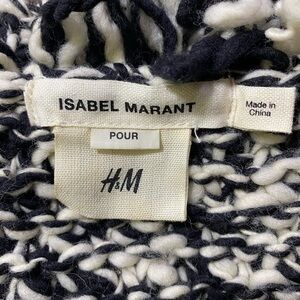 ISABEL MARANT
Made in
China
POUR
H&M